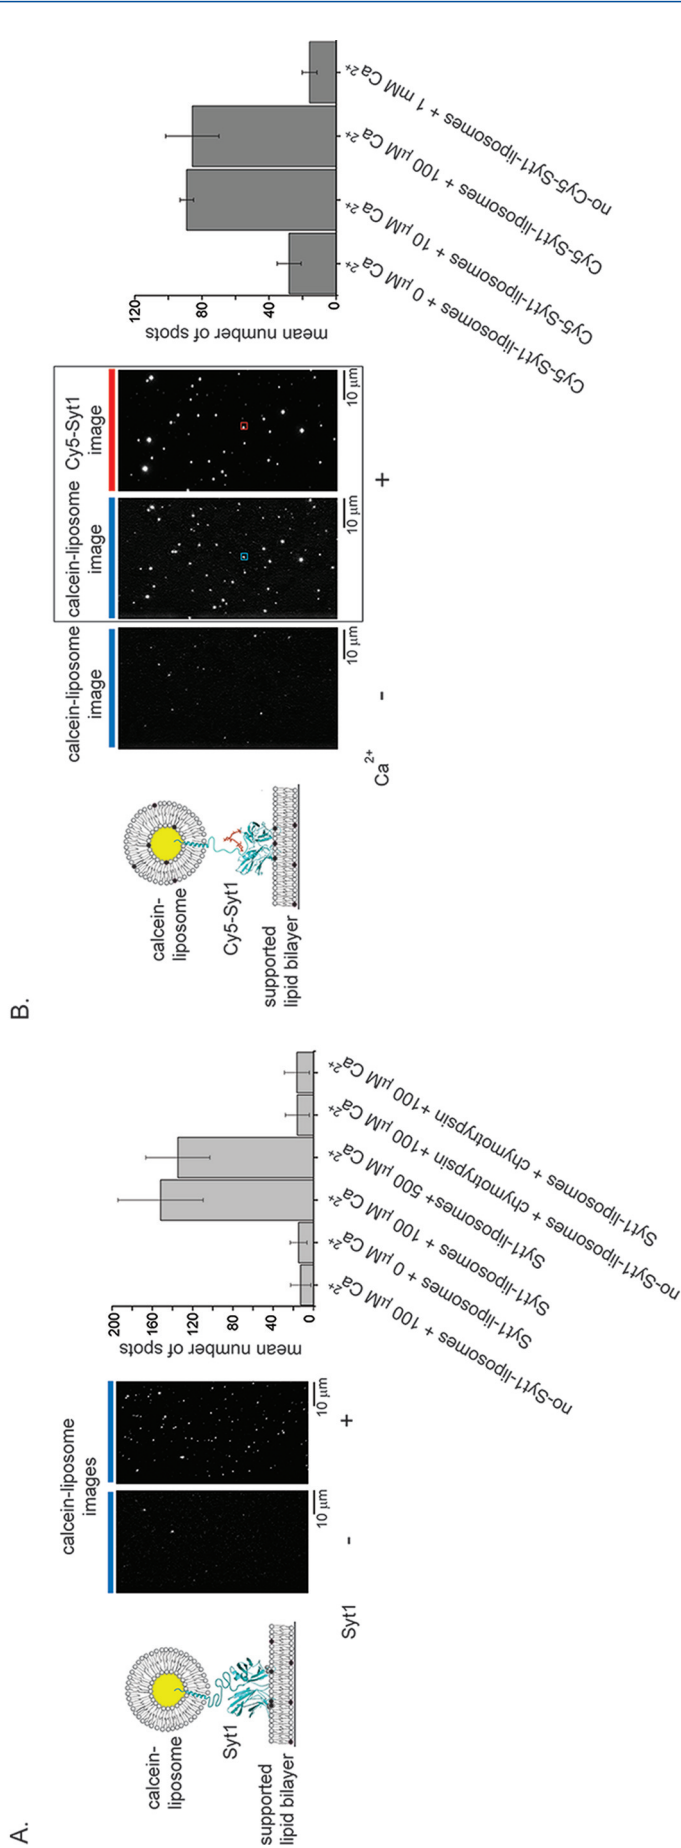 A.
calcein-
liposome
Syt1
supported
lipid bilayer
calcein-liposome
images
10 μm
10 μm
Syt1
-
+
mean number of spots
200
160
120
80
40
0
no-Syt1-liposomes + 100 μM Ca2+
Syt1-liposomes + 0 μM Ca2+
Syt1-liposomes + 100 μM Ca2+
Syt1-liposomes+ 500 μM Ca2+
no-Syt1-liposomes + chymotrypsin + 100 μM Ca2+
Syt1-liposomes + chymotrypsin +100 μM Ca2+
B.
calcein-
liposome
Cy5-Syt1
supported
lipid bilayer
calcein-liposome
image
calcein-liposome
image
Cy5-Syt1
image
10 μm
10 μm
10 μm
Ca2+
-
+
mean number of spots
120
80
40
0
Cy5-Syt1-liposomes + 0 μM Ca2+
Cy5-Syt1-liposomes + 10 μM Ca2+
Cy5-Syt1-liposomes + 100 μM Ca2+
no-Cy5-Syt1-liposomes + 1 mM Ca2+